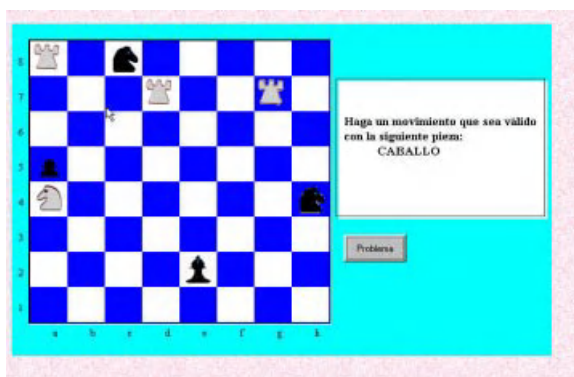 8
7
6
5
4
3
2
1
a b c d e f g h
Haga un movimiento que sea válido
con la siguiente pieza:
CABALLO
Problema